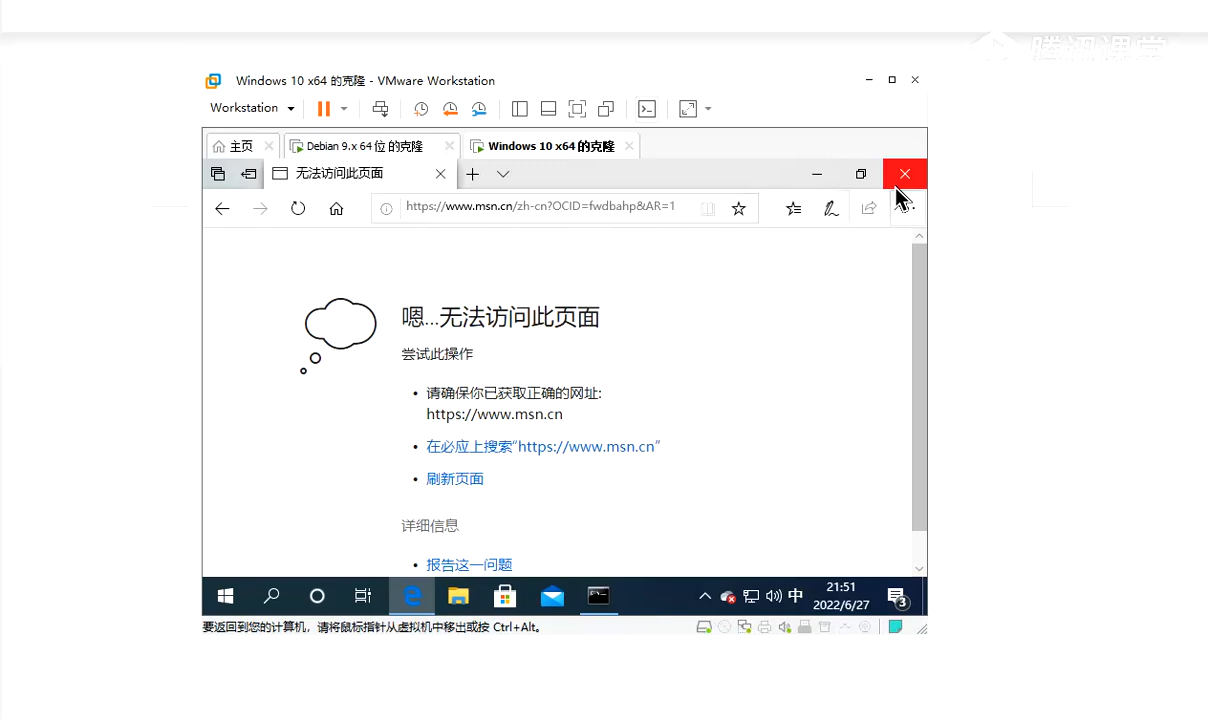 腾讯课堂
Windows 10 x64 的克隆 - VMware Workstation
Workstation
主页
Debian 9.x 64 位的克隆
Windows 10 x64 的克隆
无法访问此页面
https://www.msn.cn/zh-cn?OCID=fwdbahp&AR=1
嗯...无法访问此页面
尝试此操作
• 请确保你已获取正确的网址:
https://www.msn.cn
• 在必应上搜索"https://www.msn.cn"
• 刷新页面
详细信息
• 报告这一问题
中
21:51
2022/6/27
3
要返回到您的计算机，请将鼠标指针从虚拟机中移出或按 Ctrl+Alt。